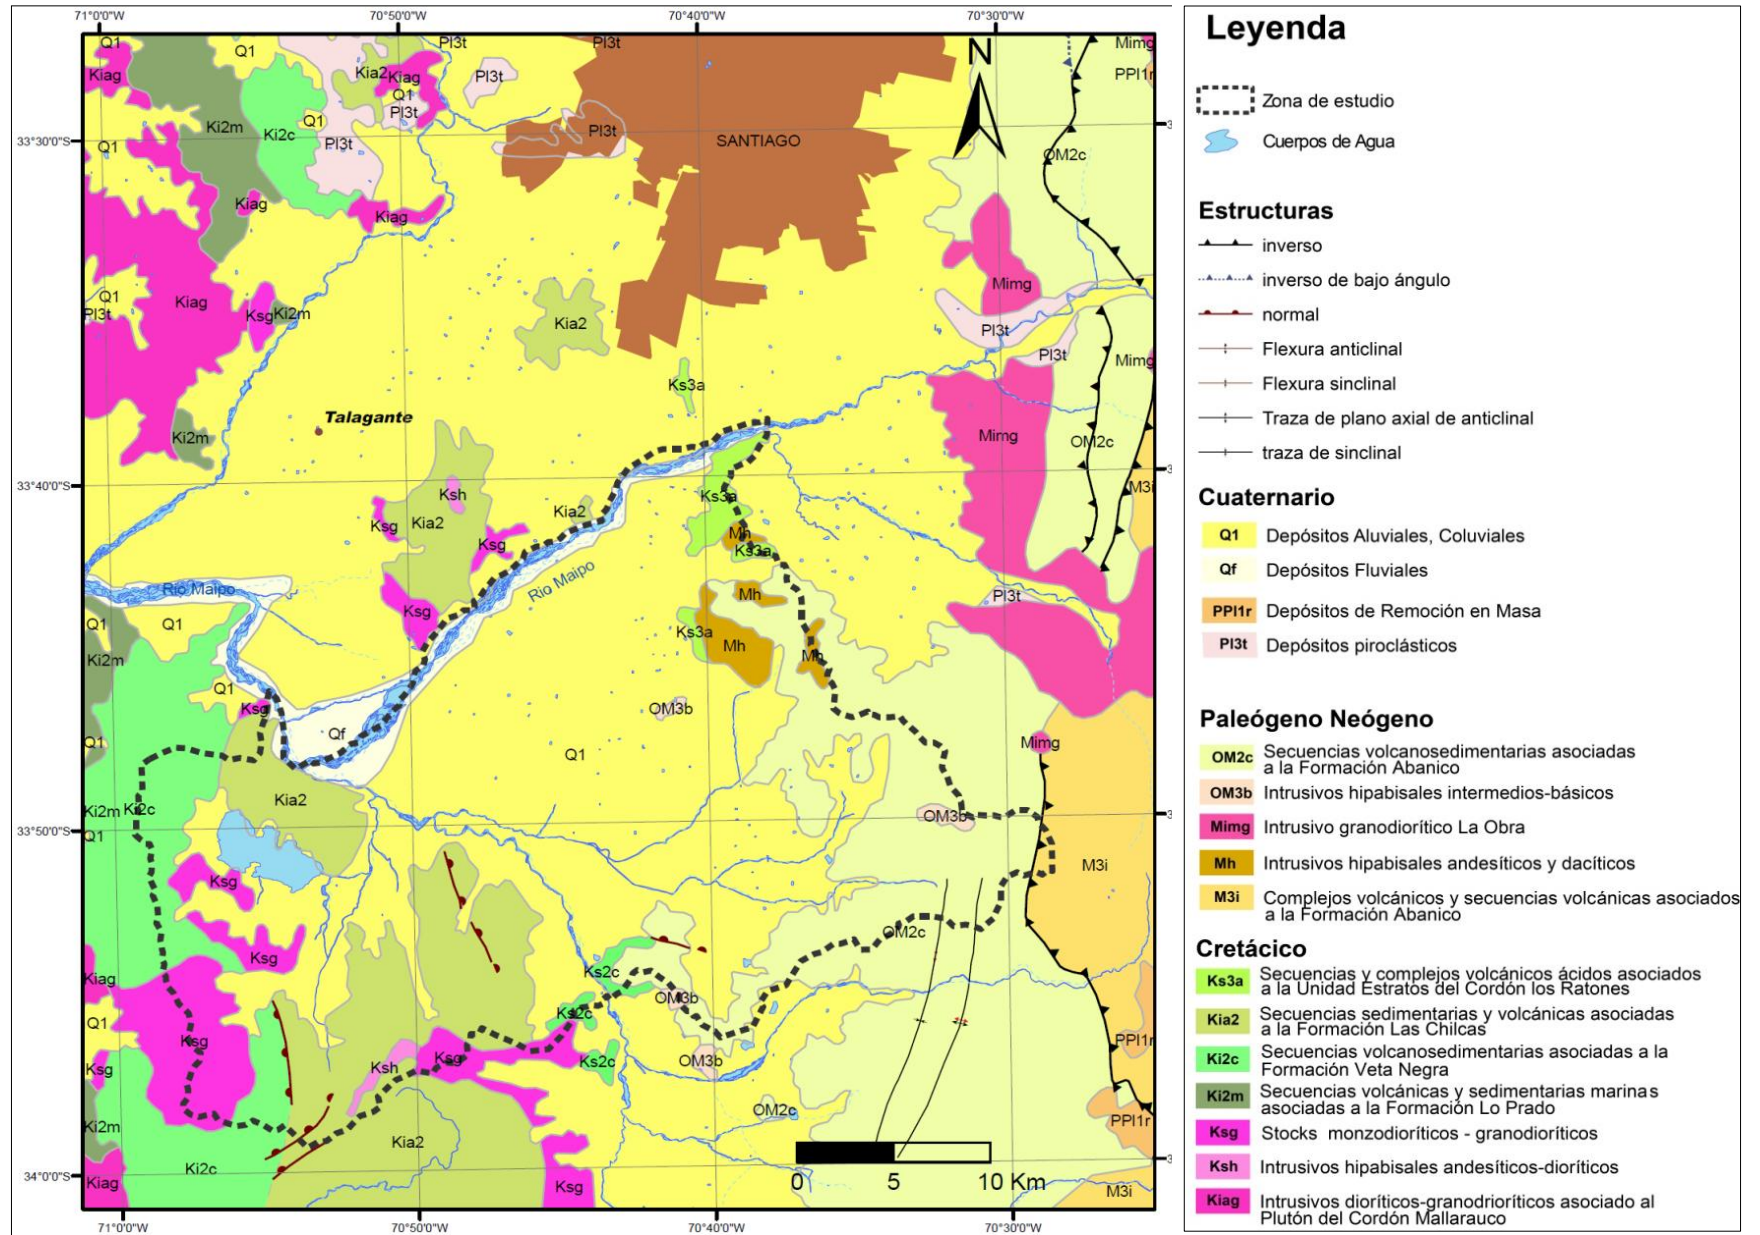 71°0'0"W
70°50'0"W
70°40'0"W
70°30'0"W
Q1
Q1
Pl3t
Pl3t
Mimg
Kiag
Kia2
Kiag
Pl3t
N
PPl1r
Q1
Pl3t
Ki2m
Ki2c
Q1
Pl3t
Pl3t
SANTIAGO
33°30'0"S
Q1
OM2c
Kiag
Kiag
Q1
Kiag
Mimg
Pl3t
Ksg
Ki2m
Kia2
Pl3t
Pl3t
Mimg
Ks3a
Talagante
Ki2m
Mimg
OM2c
33°40'0"S
Ksh
Ks3a
M3i
Ksg
Kia2
Kia2
Ksg
Mh
Ks3a
Rio Maipo
Rio Maipo
Mh
Pl3t
Ksg
Q1
Q1
Ks3a
Mh
Mh
Ki2m
Q1
Ksg
OM3b
Qf
Q1
Q1
Mimg
Kia2
Ki2m
Ki2c
OM3b
33°50'0"S
Q1
M3i
Ksg
OM2c
Ksg
Kiag
Ks2c
OM3b
Q1
Ks2c
Ksg
PPl1r
Ksg
Ksh
Ksg
Ks2c
OM3b
OM2c
PPl1r
Ki2m
Kia2
Ki2c
34°0'0"S
Kiag
Ksg
M3i
0
5
10 Km
71°0'0"W
70°50'0"W
70°40'0"W
70°30'0"W
Leyenda
Zona de estudio
Cuerpos de Agua
Estructuras
inverso
inverso de bajo ángulo
normal
Flexura anticlinal
Flexura sinclinal
Traza de plano axial de anticlinal
traza de sinclinal
Cuaternario
Q1 Depósitos Aluviales, Coluviales
Qf Depósitos Fluviales
PPI1r Depósitos de Remoción en Masa
PI3t Depósitos piroclásticos
Paleógeno Neógeno
OM2c Secuencias volcanosedimentarias asociadas
a la Formación Abanico
OM3b Intrusivos hipabisales intermedios-básicos
Mimg Intrusivo granodiorítico La Obra
Mh Intrusivos hipabisales andesíticos y dacíticos
M3i Complejos volcánicos y secuencias volcánicas asociados
a la Formación Abanico
Cretácico
Ks3a Secuencias y complejos volcánicos ácidos asociados
a la Unidad Estratos del Cordón los Ratones
Kia2 Secuencias sedimentarias y volcánicas asociadas
a la Formación Las Chilcas
Ki2c Secuencias volcanosedimentarias asociadas a la
Formación Veta Negra
Ki2m Secuencias volcánicas y sedimentarias marinas
asociadas a la Formación Lo Prado
Ksg Stocks monzodioríticos - granodioríticos
Ksh Intrusivos hipabisales andesíticos-dioríticos
Kiag Intrusivos dioríticos-granodrioríticos asociado al
Plutón del Cordón Mallarauco